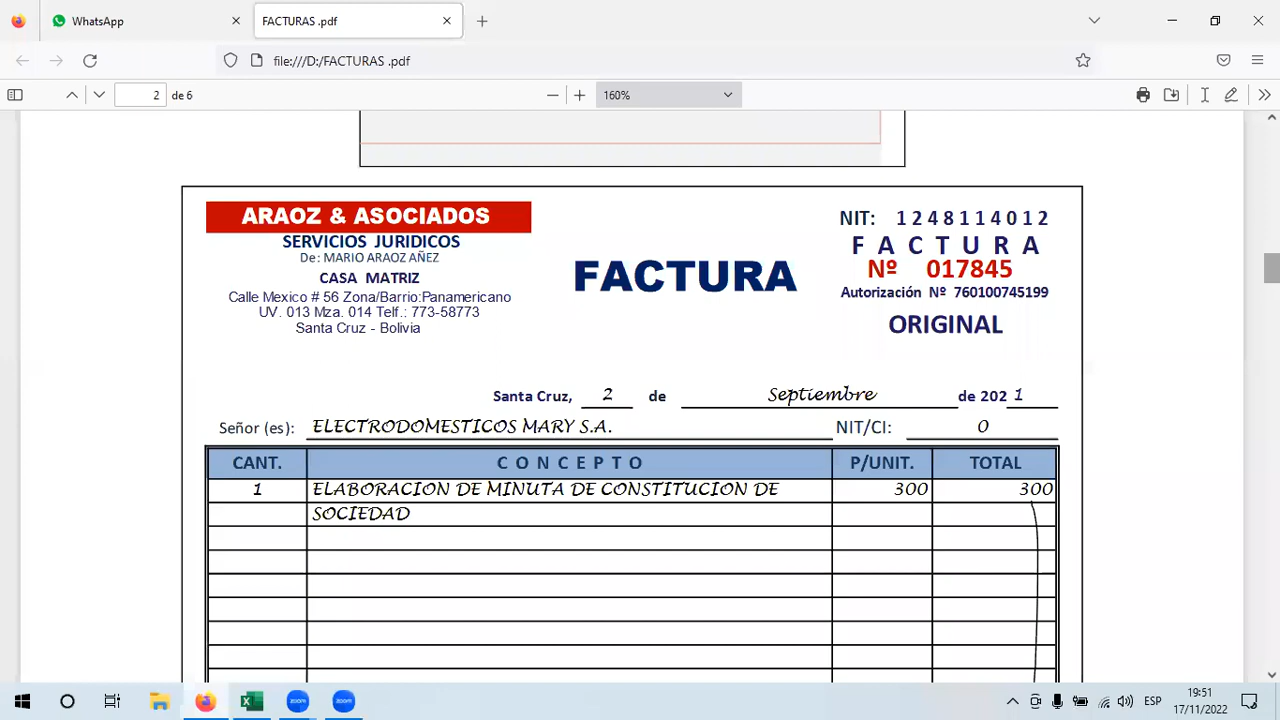 WhatsApp
FACTURAS .pdf
file:///D:/FACTURAS .pdf
2 de 6
160%
ARAOZ & ASOCIADOS
SERVICIOS JURIDICOS
De: MARIO ARAOZ AÑEZ
CASA MATRIZ
Calle Mexico # 56 Zona/Barrio:Panamericano
UV. 013 Mza. 014 Telf.: 773-58773
Santa Cruz - Bolivia
FACTURA
NIT: 1248114012
FACTURA
Nº 017845
Autorización Nº 760100745199
ORIGINAL
Santa Cruz, 2 de Septiembre de 2021
Señor (es): ELECTRODOMESTICOS MARY S.A. NIT/CI: 0
CANT. CONCEPTO P/UNIT. TOTAL
1 ELABORACION DE MINUTA DE CONSTITUCION DE 300 300
SOCIEDAD
ESP
19:51
17/11/2022
X
zoom
zoom